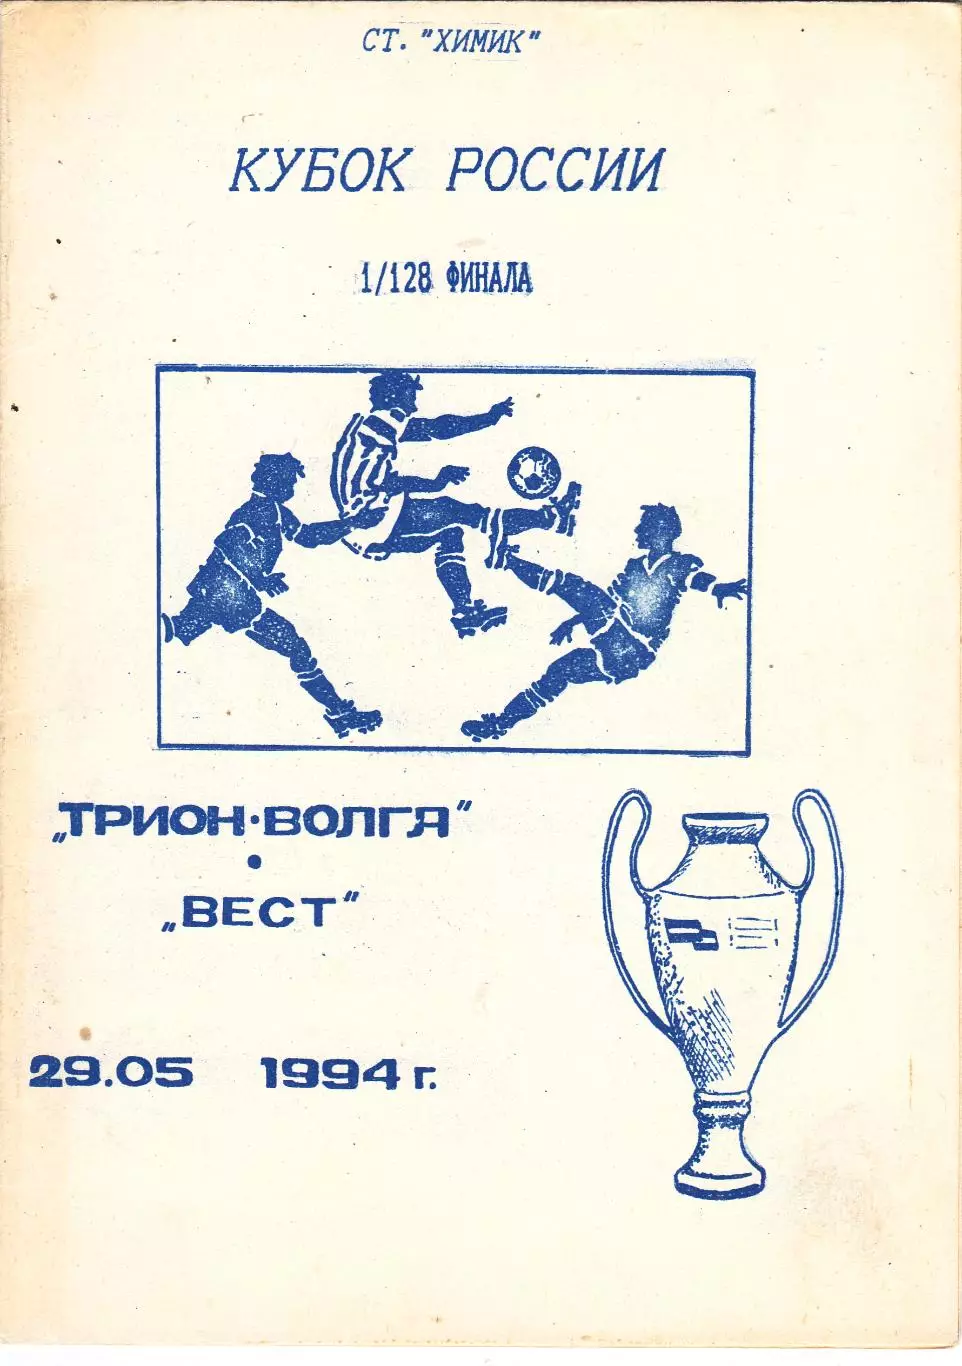 СТ. "ХИМИК"
КУБОК РОССИИ
1/128 ФИНАЛА
„ТРИОН·ВОЛГА"
•
„ВЕСТ"
29.05 1994 г.